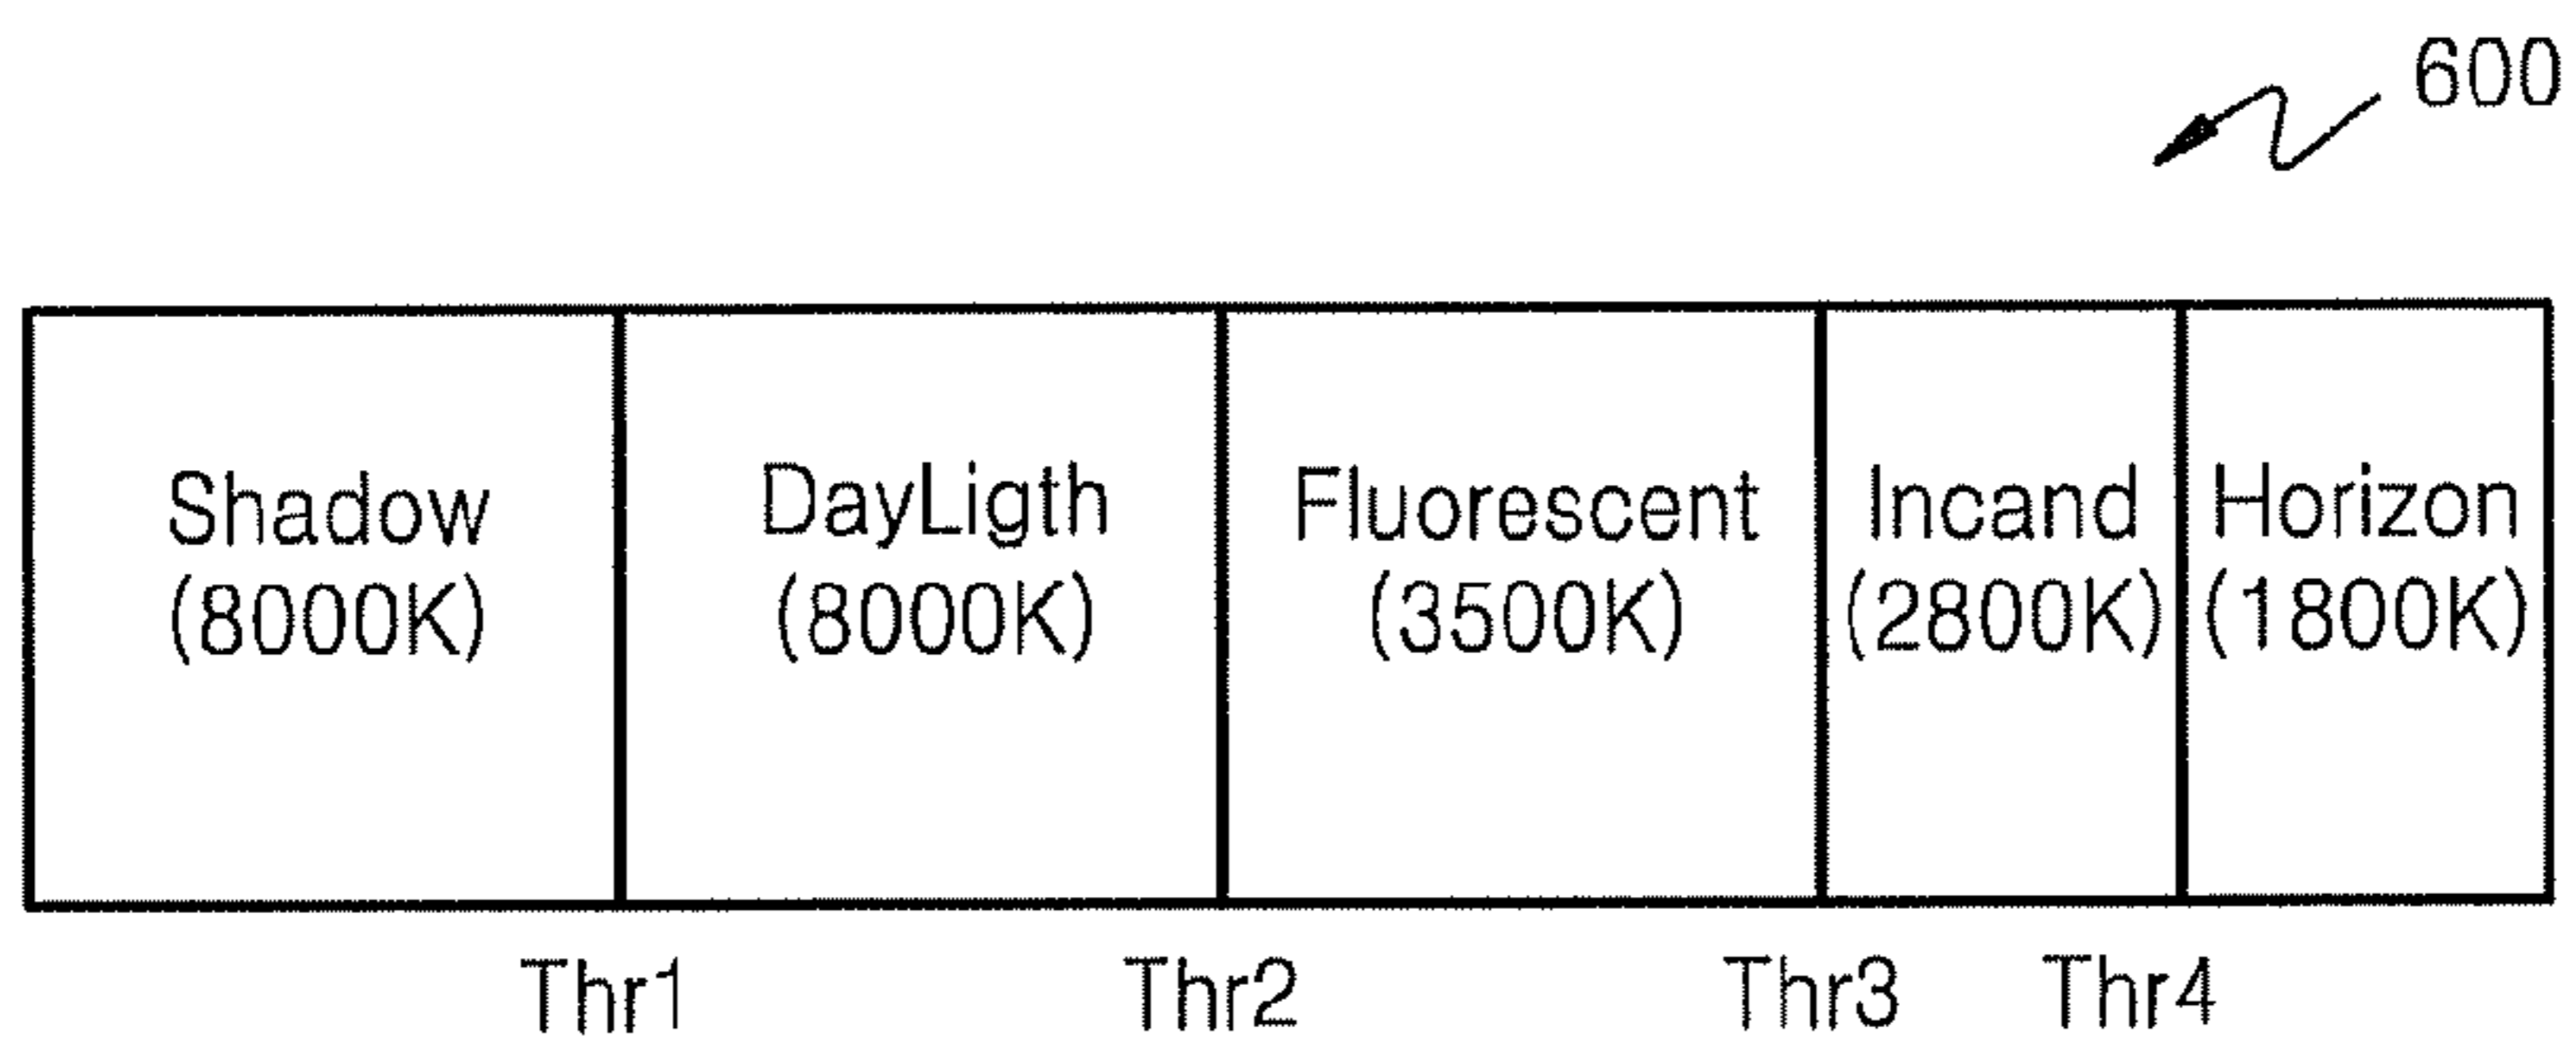 600
Shadow
(8000K)
DayLigth
(8000K)
Fluorescent
(3500K)
Incand
(2800K)
Horizon
(1800K)
Thr1
Thr2
Thr3
Thr4